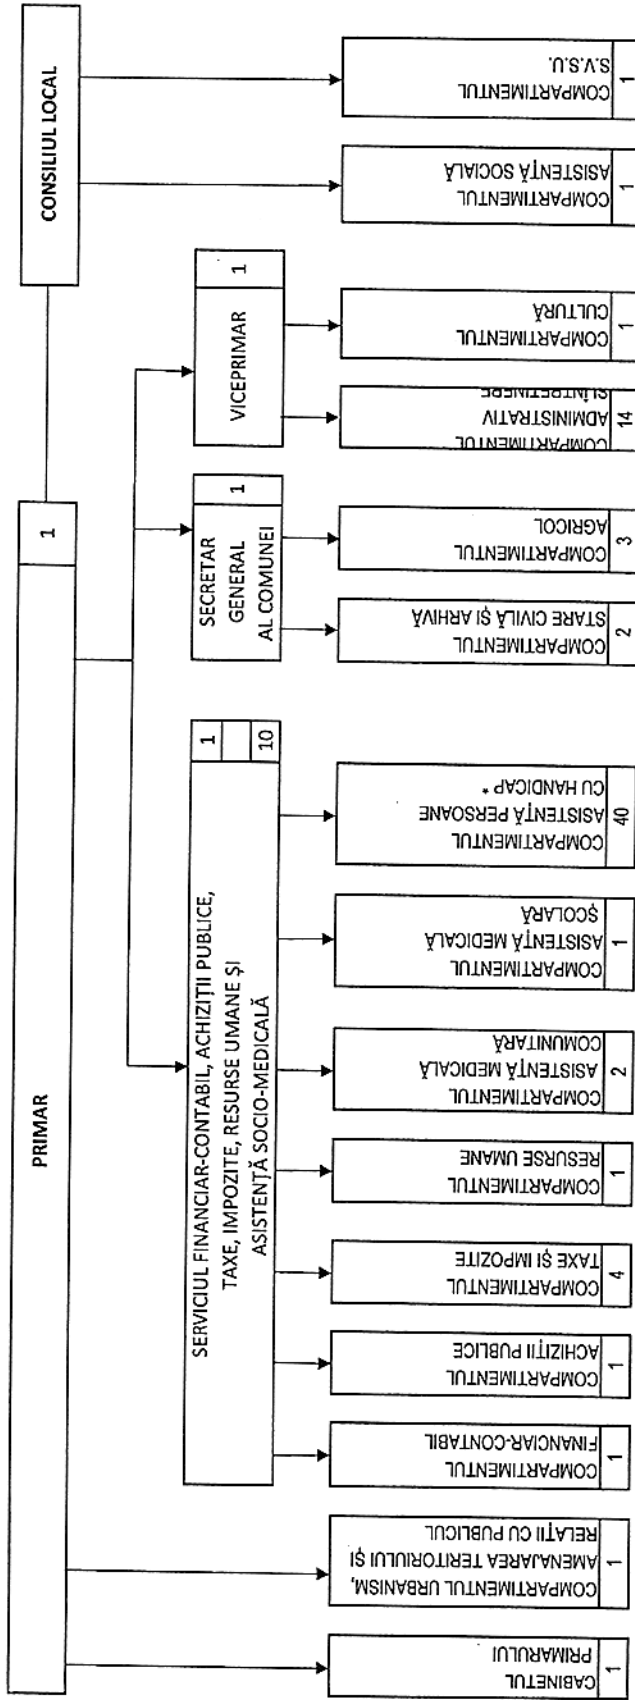 CONSILIUL LOCAL
PRIMAR
1
VICEPRIMAR
1
SECRETAR
GENERAL
AL COMUNEI
1
SERVICIUL FINANCIAR-CONTABIL, ACHIZIȚII PUBLICE,
TAXE, IMPOZITE, RESURSE UMANE ȘI
ASISTENȚĂ SOCIO-MEDICALĂ
1
10
CABINETUL
PRIMARULUI
1
COMPARTIMENTUL URBANISM,
AMENAJAREA TERITORIULUI ȘI
RELAȚII CU PUBLICUL
1
COMPARTIMENTUL
FINANCIAR-CONTABIL
1
COMPARTIMENTUL
ACHIZIȚII PUBLICE
1
COMPARTIMENTUL
TAXE ȘI IMPOZITE
4
COMPARTIMENTUL
RESURSE UMANE
1
COMPARTIMENTUL
ASISTENȚĂ MEDICALĂ
COMUNITARĂ
2
COMPARTIMENTUL
ASISTENȚĂ MEDICALĂ
ȘCOLARĂ
1
COMPARTIMENTUL
ASISTENȚĂ PERSOANE
CU HANDICAP *
40
COMPARTIMENTUL
STARE CIVILĂ ȘI ARHIVĂ
2
COMPARTIMENTUL
AGRICOL
3
COMPARTIMENTUL
ADMINISTRATIV
ȘI ÎNTREȚINERE
14
COMPARTIMENTUL
CULTURĂ
1
COMPARTIMENTUL
ASISTENȚĂ SOCIALĂ
1
COMPARTIMENTUL
S.V.S.U.
1